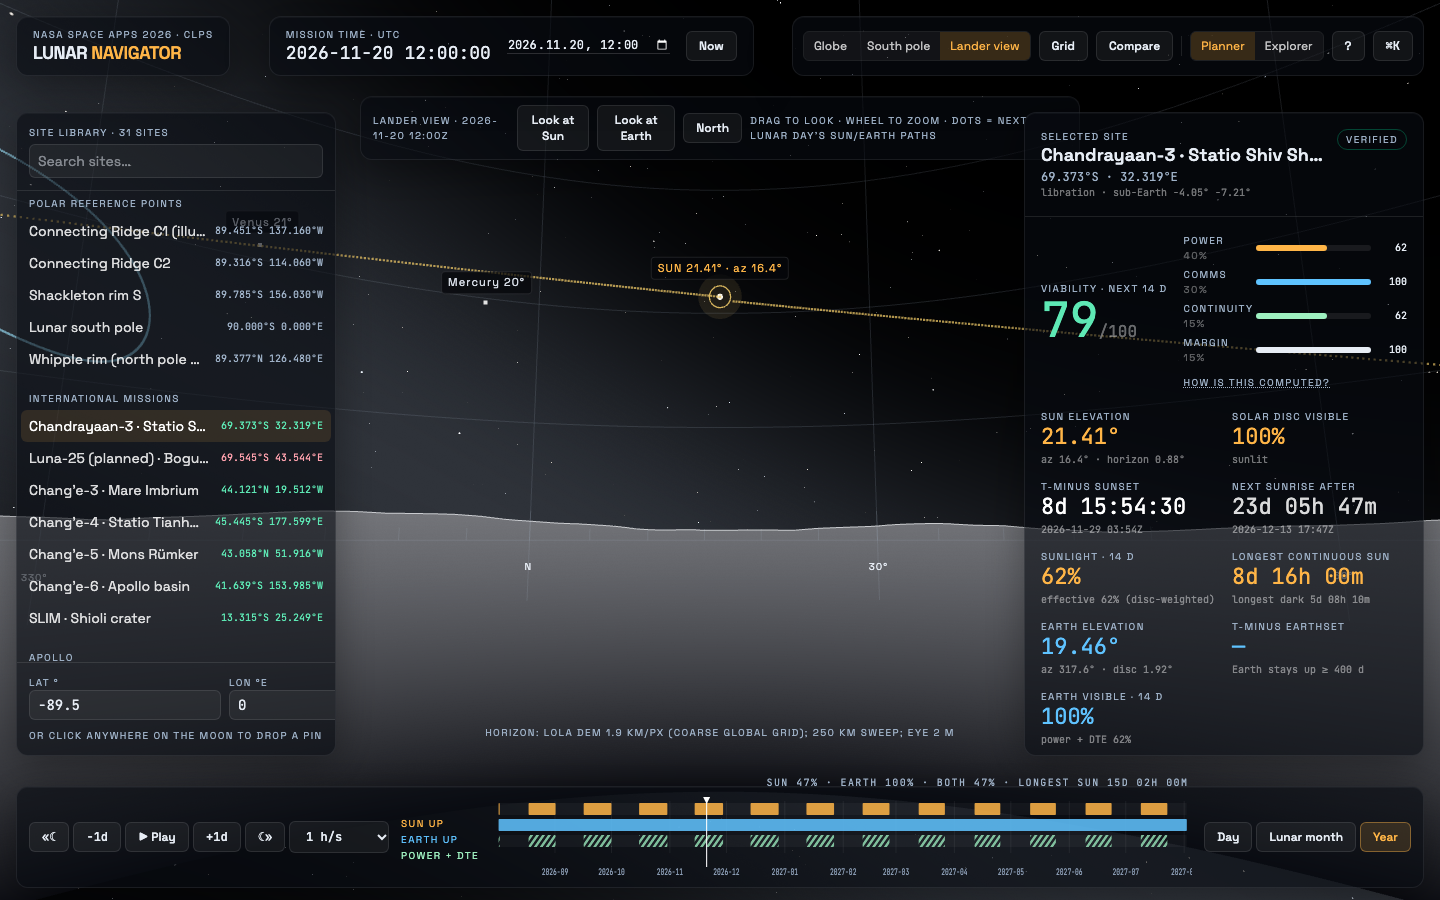 NASA SPACE APPS 2026 · CLPS
LUNAR NAVIGATOR
MISSION TIME · UTC
2026-11-20 12:00:00
2026.11.20, 12:00
Now
Globe
South pole
Lander view
Grid
Compare
Planner
Explorer
?
⌘K
SITE LIBRARY · 31 SITES
Search sites…
POLAR REFERENCE POINTS
Connecting Ridge C1 (illu… 89.451°S 137.160°W
Connecting Ridge C2 89.316°S 114.060°W
Shackleton rim S 89.785°S 156.030°W
Lunar south pole 90.000°S 0.000°E
Whipple rim (north pole … 89.377°N 126.480°E
INTERNATIONAL MISSIONS
Chandrayaan-3 · Statio S… 69.373°S 32.319°E
Luna-25 (planned) · Bogu… 69.545°S 43.544°E
Chang'e-3 · Mare Imbrium 44.121°N 19.512°W
Chang'e-4 · Statio Tianh… 45.445°S 177.599°E
Chang'e-5 · Mons Rümker 43.058°N 51.916°W
Chang'e-6 · Apollo basin 41.639°S 153.985°W
SLIM · Shioli crater 13.315°S 25.249°E
APOLLO
LAT °
LON °E
-89.5
0
OR CLICK ANYWHERE ON THE MOON TO DROP A PIN
330°
Venus 21°
LANDER VIEW · 2026-
11-20 12:00Z
Look at
Sun
Look at
Earth
North
DRAG TO LOOK · WHEEL TO ZOOM · DOTS = NEXT
LUNAR DAY'S SUN/EARTH PATHS
Mercury 20°
SUN 21.41° · az 16.4°
N
30°
HORIZON: LOLA DEM 1.9 KM/PX (COARSE GLOBAL GRID); 250 KM SWEEP; EYE 2 M
SELECTED SITE
VERIFIED
Chandrayaan-3 · Statio Shiv Sh…
69.373°S · 32.319°E
libration · sub-Earth -4.05° -7.21°
VIABILITY · NEXT 14 D
79/100
POWER
40%
62
COMMS
30%
100
CONTINUITY
15%
62
MARGIN
15%
100
HOW IS THIS COMPUTED?
SUN ELEVATION
21.41°
az 16.4° · horizon 0.88°
SOLAR DISC VISIBLE
100%
sunlit
T-MINUS SUNSET
8d 15:54:30
2026-11-29 03:54Z
NEXT SUNRISE AFTER
23d 05h 47m
2026-12-13 17:47Z
SUNLIGHT · 14 D
62%
effective 62% (disc-weighted)
LONGEST CONTINUOUS SUN
8d 16h 00m
longest dark 5d 08h 10m
EARTH ELEVATION
19.46°
az 317.6° · disc 1.92°
T-MINUS EARTHSET
—
Earth stays up ≥ 400 d
EARTH VISIBLE · 14 D
100%
power + DTE 62%
SUN 47% · EARTH 100% · BOTH 47% · LONGEST SUN 15D 02H 00M
«☾
-1d
▶ Play
+1d
☾»
1 h/s
SUN UP
EARTH UP
POWER + DTE
2026-09 2026-10 2026-11 2026-12 2027-01 2027-02 2027-03 2027-04 2027-05 2027-06 2027-07
Day
Lunar month
Year